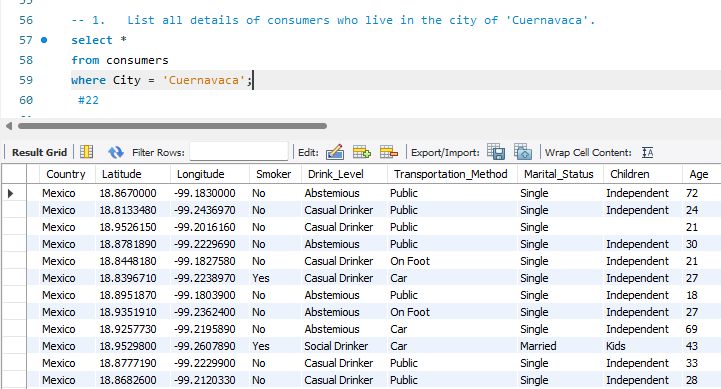 56 -- 1. List all details of consumers who live in the city of 'Cuernavaca'.
57 select *
58 from consumers
59 where City = 'Cuernavaca';
60 #22
Result Grid Filter Rows: Edit: Export/Import: Wrap Cell Content: IA
Country Latitude Longitude Smoker Drink_Level Transportation_Method Marital_Status Children Age
Mexico 18.8670000 -99.1830000 No Abstemious Public Single Independent 72
Mexico 18.8133480 -99.2436970 No Casual Drinker Public Single Independent 24
Mexico 18.9526150 -99.2016160 No Casual Drinker Public Single 21
Mexico 18.8781890 -99.2229690 No Abstemious Public Single Independent 30
Mexico 18.8448180 -99.1827580 No Casual Drinker On Foot Single Independent 21
Mexico 18.8396710 -99.2238970 Yes Casual Drinker Car Single Independent 27
Mexico 18.8951870 -99.1803900 No Abstemious Public Single Independent 18
Mexico 18.9351910 -99.2362400 No Abstemious On Foot Single Independent 27
Mexico 18.9257730 -99.2195890 No Abstemious Car Single Independent 69
Mexico 18.9529800 -99.2607890 Yes Social Drinker Car Married Kids 43
Mexico 18.8777190 -99.2229900 No Casual Drinker Public Single Independent 33
Mexico 18.8682600 -99.2120330 No Casual Drinker Public Single Independent 28